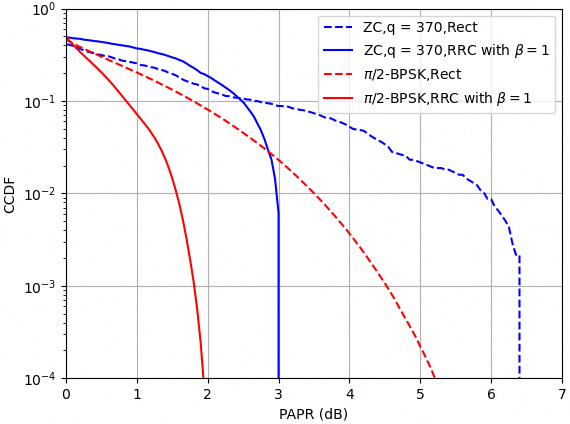 10⁰
10⁻¹
10⁻²
10⁻³
10⁻⁴
CCDF
ZC,q = 370,Rect
ZC,q = 370,RRC with β = 1
π/2-BPSK,Rect
π/2-BPSK,RRC with β = 1
0 1 2 3 4 5 6 7
PAPR (dB)